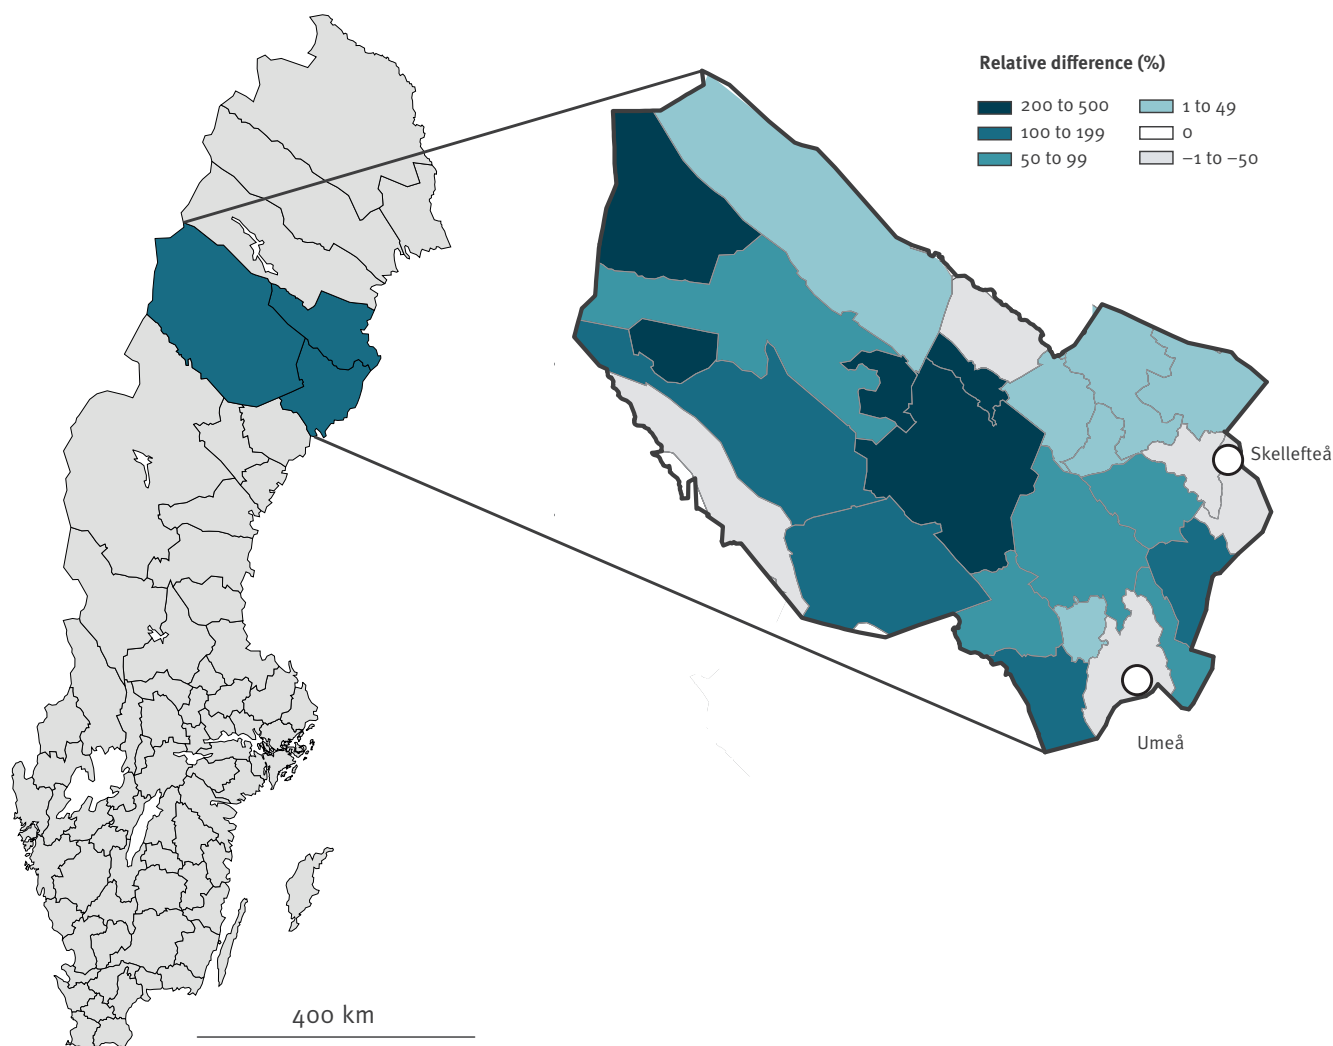 Relative difference (%)
200 to 500
1 to 49
100 to 199
0
50 to 99
–1 to –50
Skellefteå
Umeå
400 km